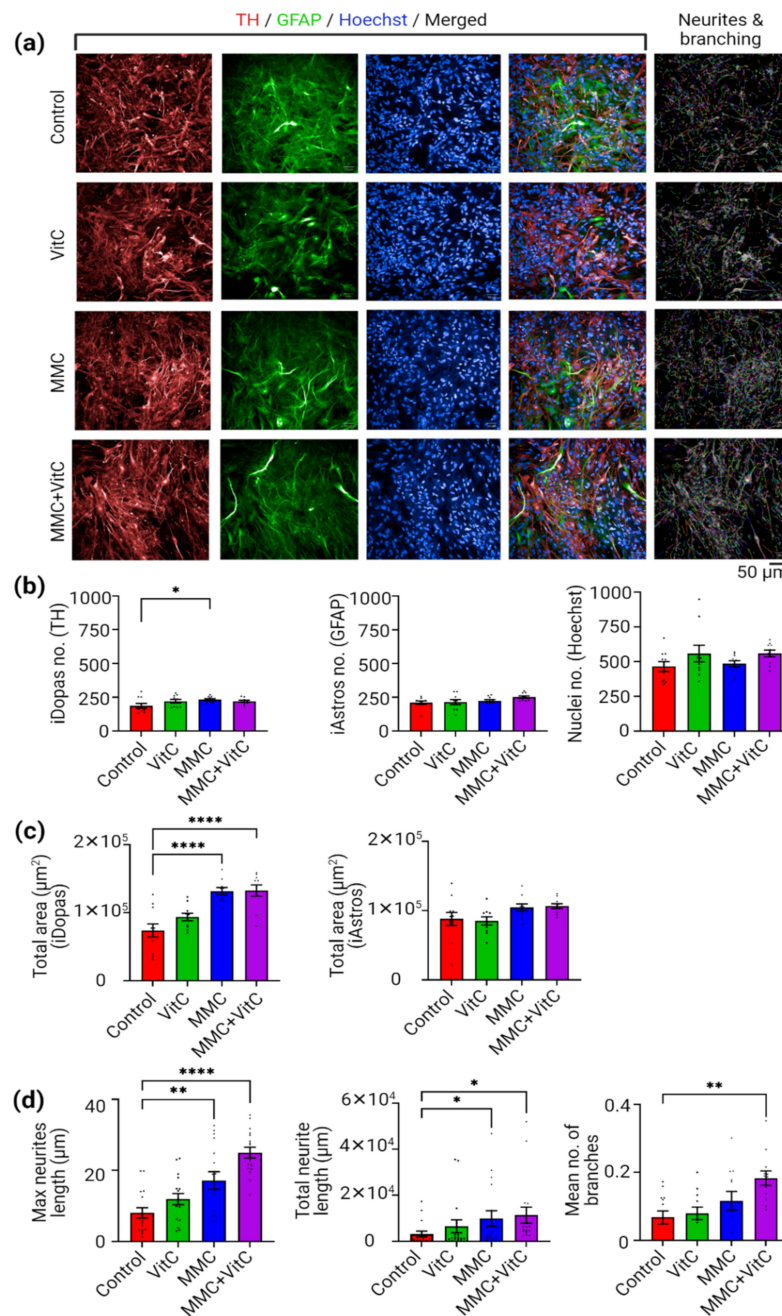 (a)
TH / GFAP / Hoechst / Merged
Neurites &
branching
Control
VitC
MMC
MMC+VitC
50 µm
(b)
iDopas no. (TH)
1000
750
500
250
0
*
Control
VitC
MMC
MMC+VitC
iAstros no. (GFAP)
1000
750
500
250
0
Control
VitC
MMC
MMC+VitC
Nuclei no. (Hoechst)
1000
750
500
250
0
Control
VitC
MMC
MMC+VitC
(c)
Total area (µm²)
(iDopas)
2×10⁵
1×10⁵
0
****
****
Control
VitC
MMC
MMC+VitC
Total area (µm²)
(iAstros)
2×10⁵
1×10⁵
0
Control
VitC
MMC
MMC+VitC
(d)
Max neurites
length (µm)
40
20
0
****
**
Control
VitC
MMC
MMC+VitC
Total neurite
length (µm)
6×10⁴
4×10⁴
2×10⁴
0
*
*
Control
VitC
MMC
MMC+VitC
Mean no. of
branches
0.4
0.2
0.0
**
Control
VitC
MMC
MMC+VitC